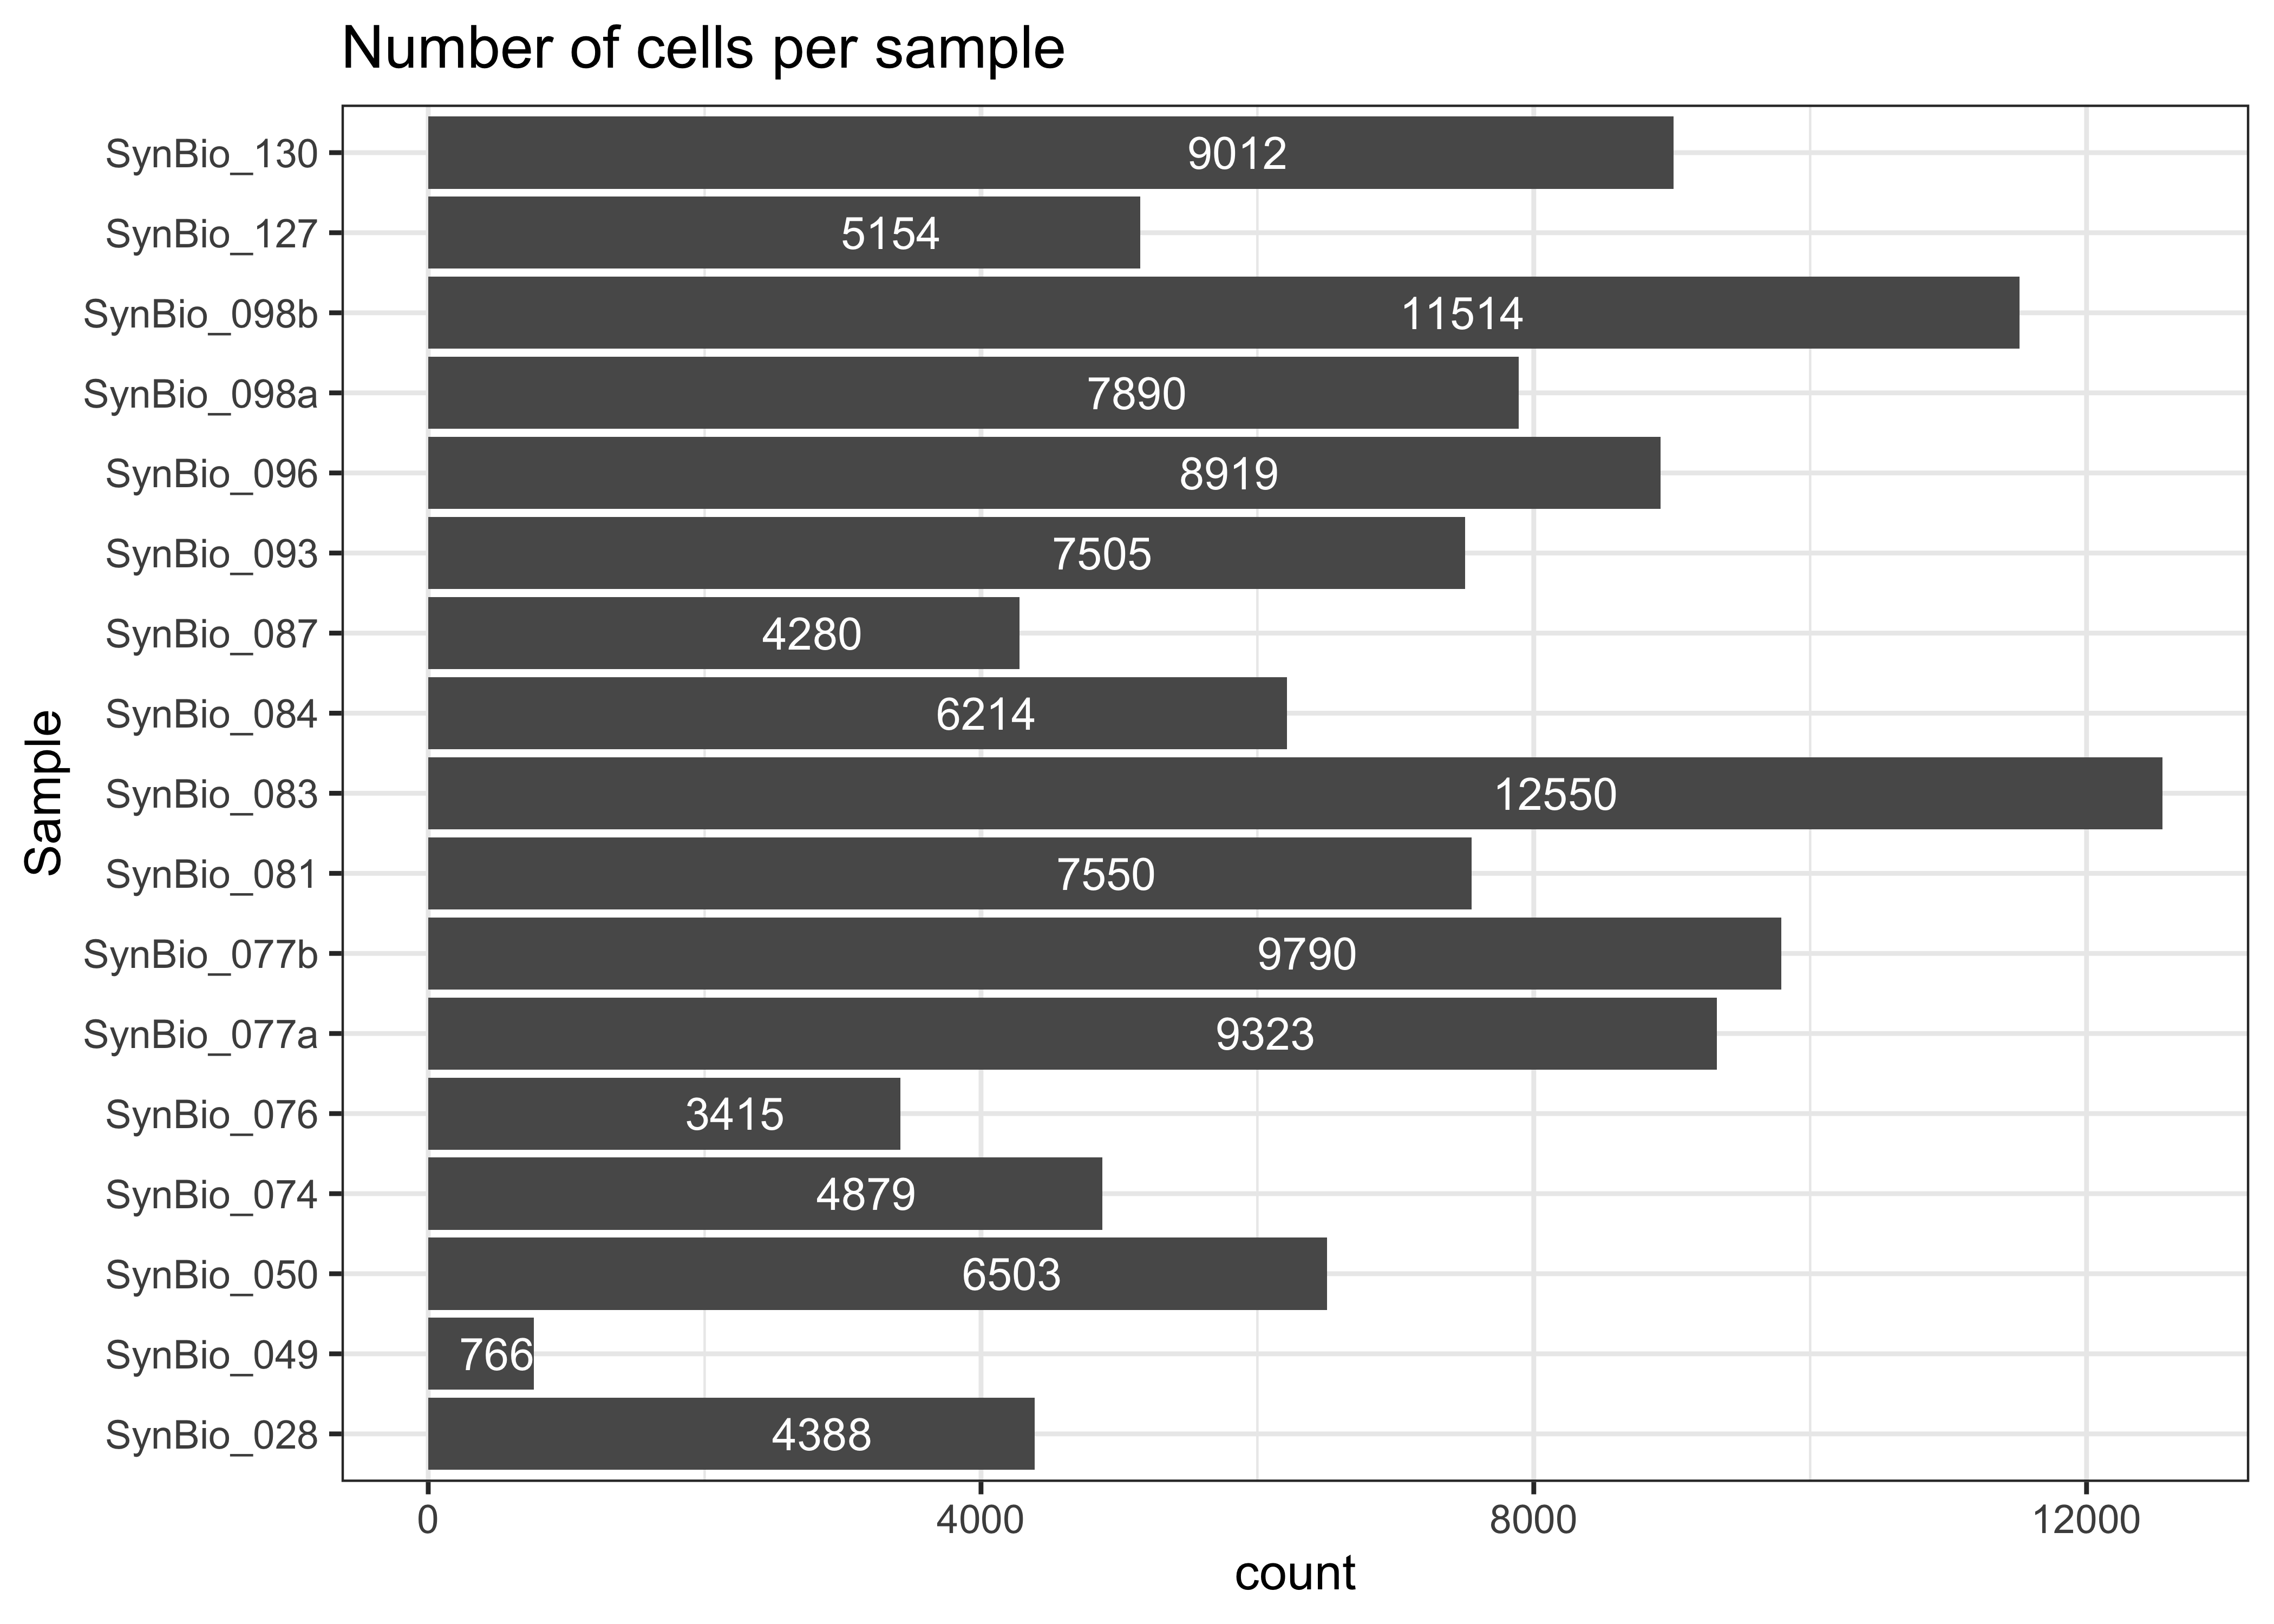 Number of cells per sample
SynBio_130 9012
SynBio_127 5154
SynBio_098b 11514
SynBio_098a 7890
SynBio_096 8919
SynBio_093 7505
SynBio_087 4280
SynBio_084 6214
SynBio_083 12550
SynBio_081 7550
SynBio_077b 9790
SynBio_077a 9323
SynBio_076 3415
SynBio_074 4879
SynBio_050 6503
SynBio_049 766
SynBio_028 4388
Sample
0 4000 8000 12000
count